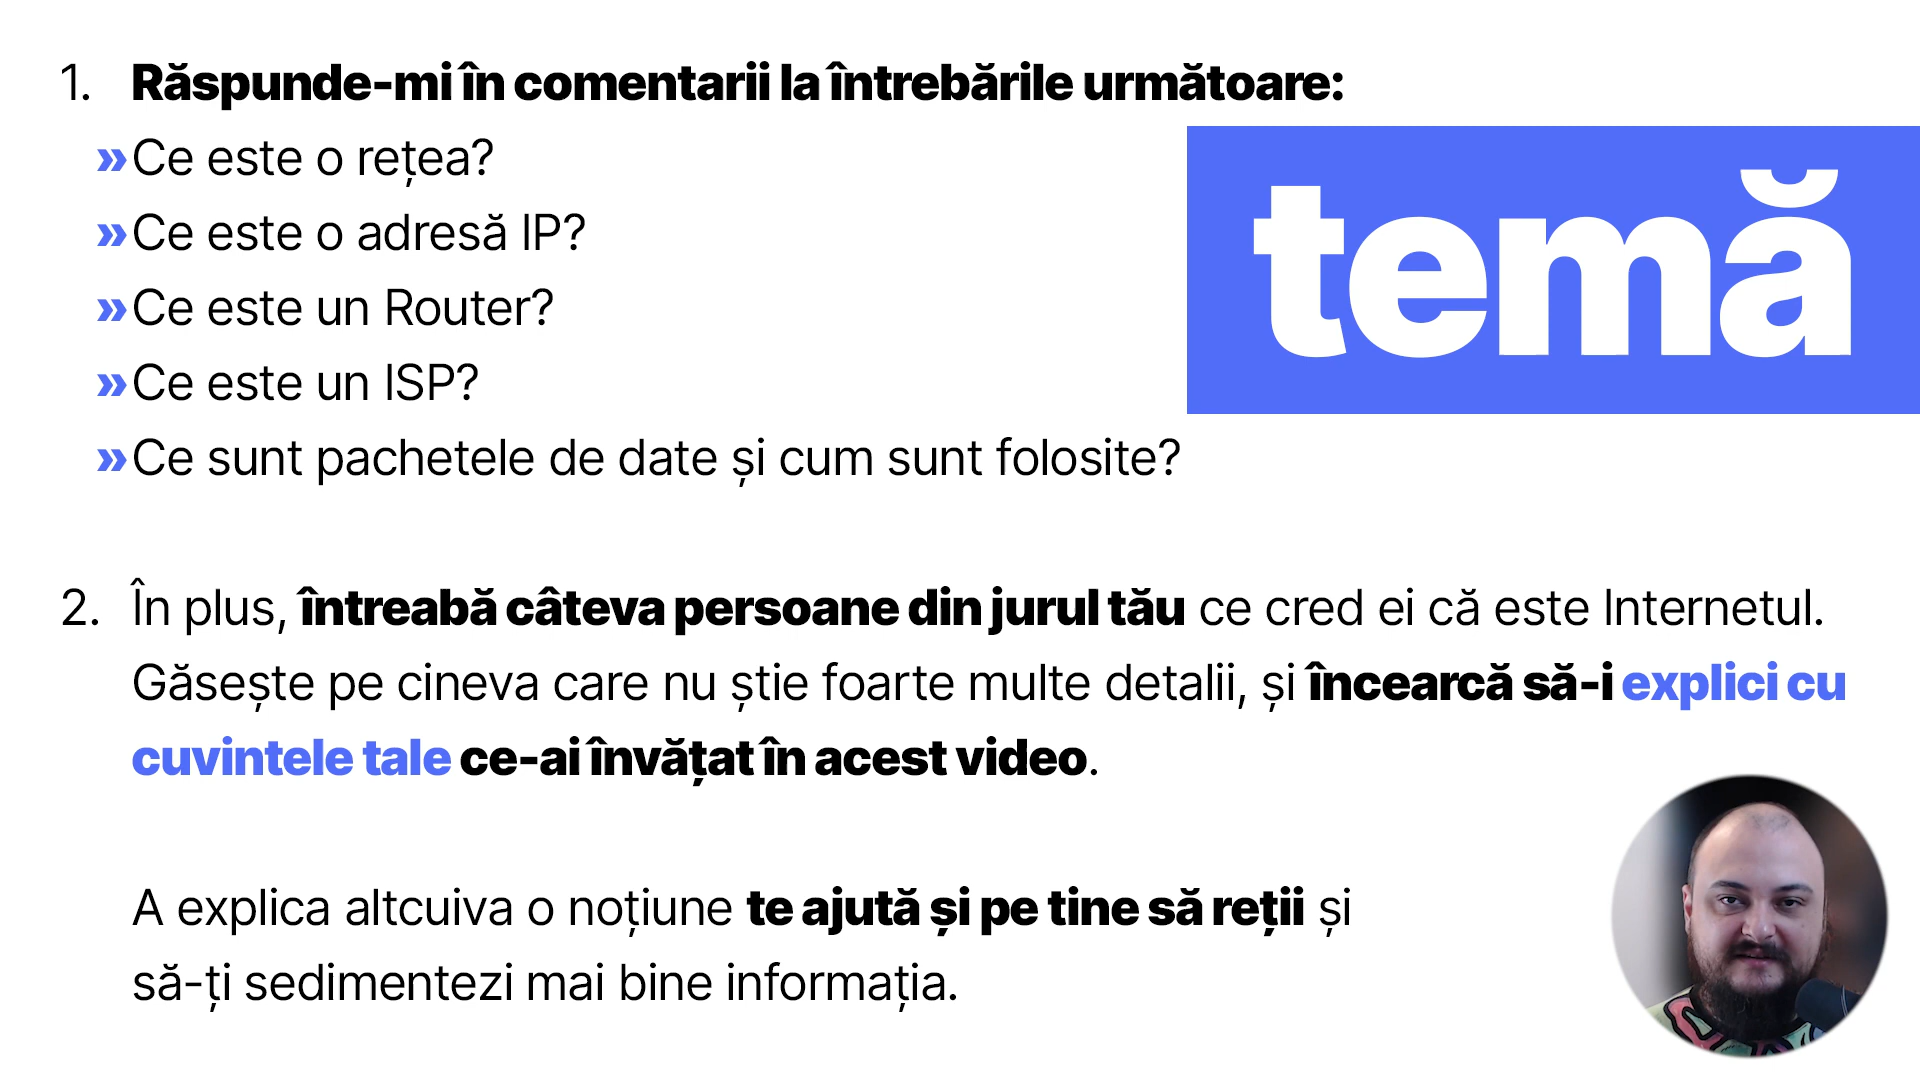 1. Răspunde-mi în comentarii la întrebările următoare:
» Ce este o rețea?
» Ce este o adresă IP?
» Ce este un Router?
» Ce este un ISP?
» Ce sunt pachetele de date și cum sunt folosite?
temă
2. În plus, întreabă câteva persoane din jurul tău ce cred ei că este Internetul.
Găsește pe cineva care nu știe foarte multe detalii, și încearcă să-i explici cu
cuvintele tale ce-ai învățat în acest video.
A explica altcuiva o noțiune te ajută și pe tine să reții și
să-ți sedimentezi mai bine informația.